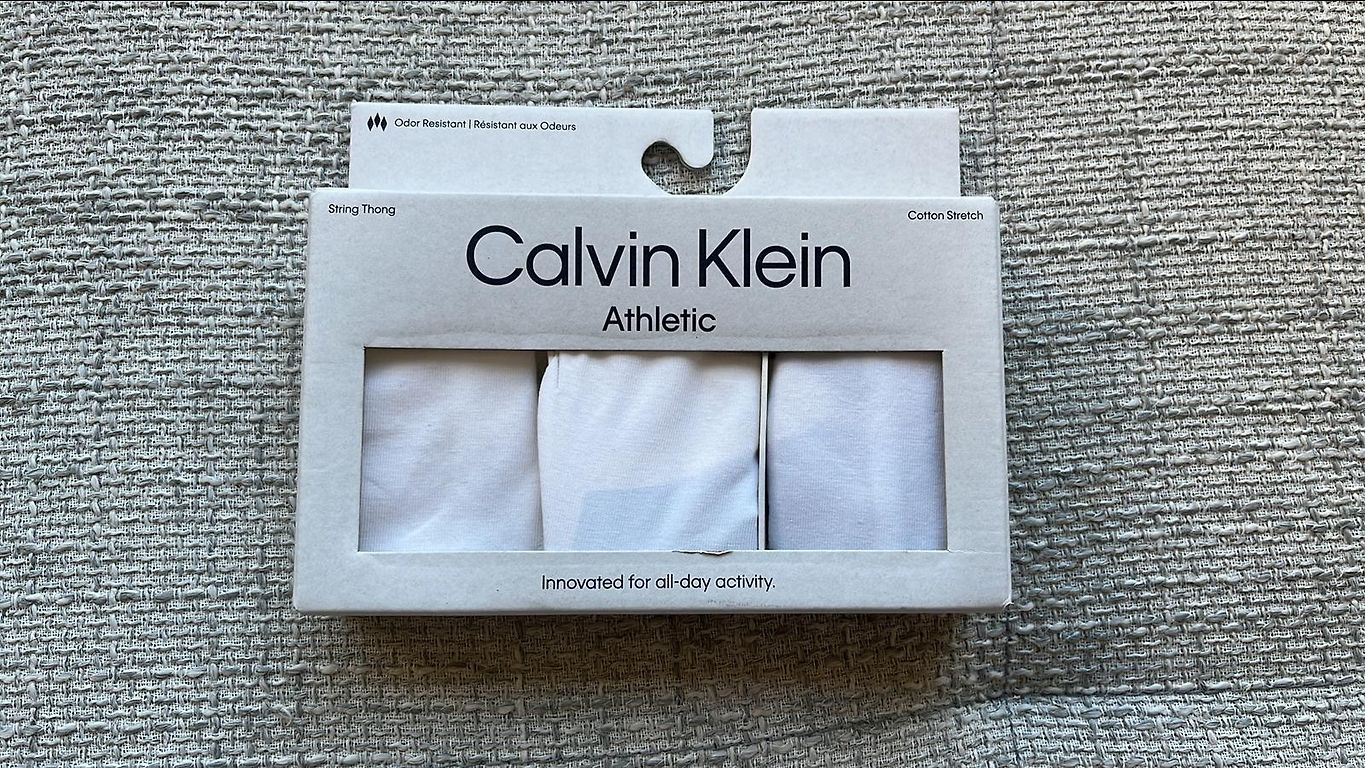 Odor Resistant | Résistant aux Odeurs
String Thong
Cotton Stretch
Calvin Klein
Athletic
Innovated for all-day activity.